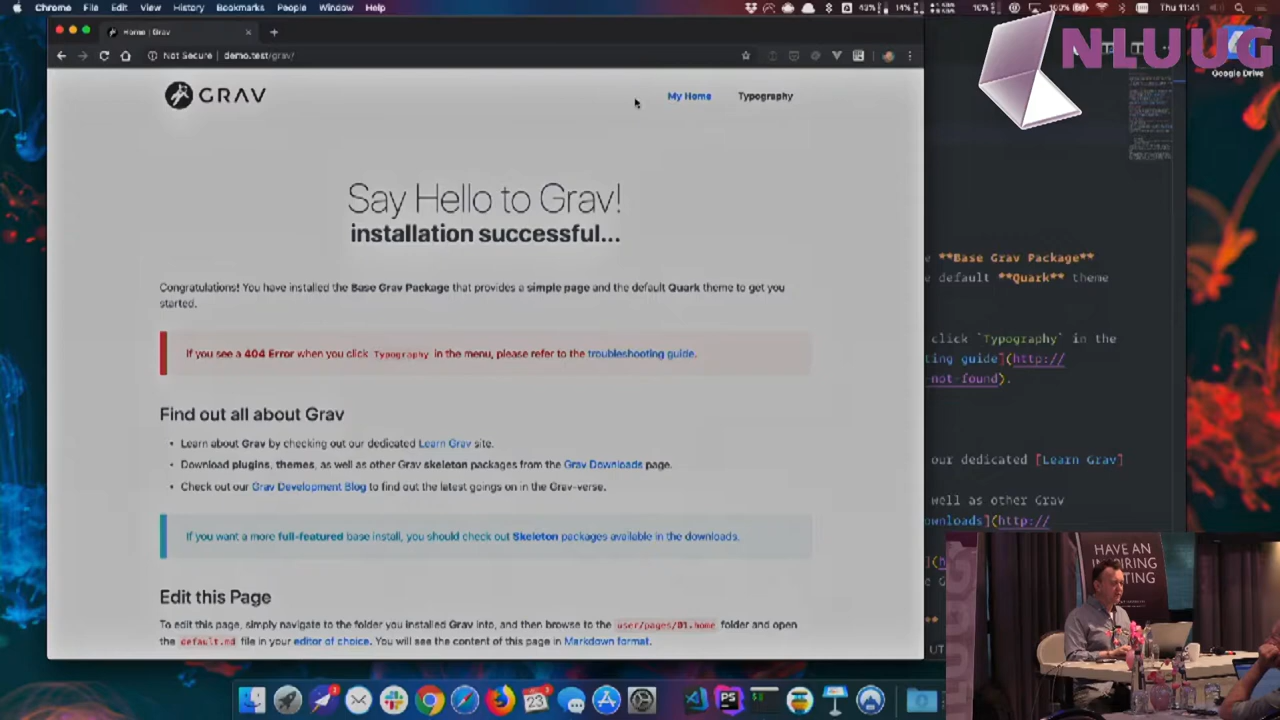 Chrome File Edit View History Bookmarks People Window Help
Thu 11:41
NLUUG
Google Drive
Home | Grav
Not Secure demo.test/grav/
GRAV
My Home Typography
Say Hello to Grav!
installation successful...
Congratulations! You have installed the Base Grav Package that provides a simple page and the default Quark theme to get you
started.
If you see a 404 Error when you click Typography in the menu, please refer to the troubleshooting guide.
Find out all about Grav
• Learn about Grav by checking out our dedicated Learn Grav site.
• Download plugins, themes, as well as other Grav skeleton packages from the Grav Downloads page.
• Check out our Grav Development Blog to find out the latest goings on in the Grav-verse.
If you want a more full-featured base install, you should check out Skeleton packages available in the downloads.
Edit this Page
To edit this page, simply navigate to the folder you installed Grav into, and then browse to the user/pages/01.home folder and open
the default.md file in your editor of choice. You will see the content of this page in Markdown format.
**Base Grav Package**
default **Quark** theme
click `Typography` in the
ting guide](http://
-not-found).
our dedicated [Learn Grav]
well as other Grav
ownloads](http://
HAVE AN
INSPIRING
23
PS